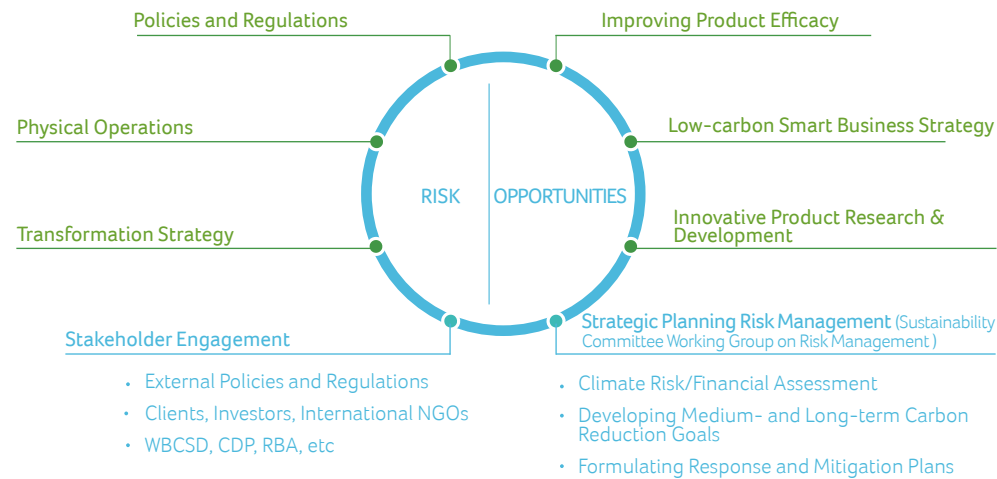 Policies and Regulations
Improving Product Efficacy
Physical Operations
Low-carbon Smart Business Strategy
RISK
OPPORTUNITIES
Transformation Strategy
Innovative Product Research &
Development
Stakeholder Engagement
• External Policies and Regulations
• Clients, Investors, International NGOs
• WBCSD, CDP, RBA, etc
Strategic Planning Risk Management (Sustainability
Committee Working Group on Risk Management )
• Climate Risk/Financial Assessment
• Developing Medium- and Long-term Carbon
Reduction Goals
• Formulating Response and Mitigation Plans